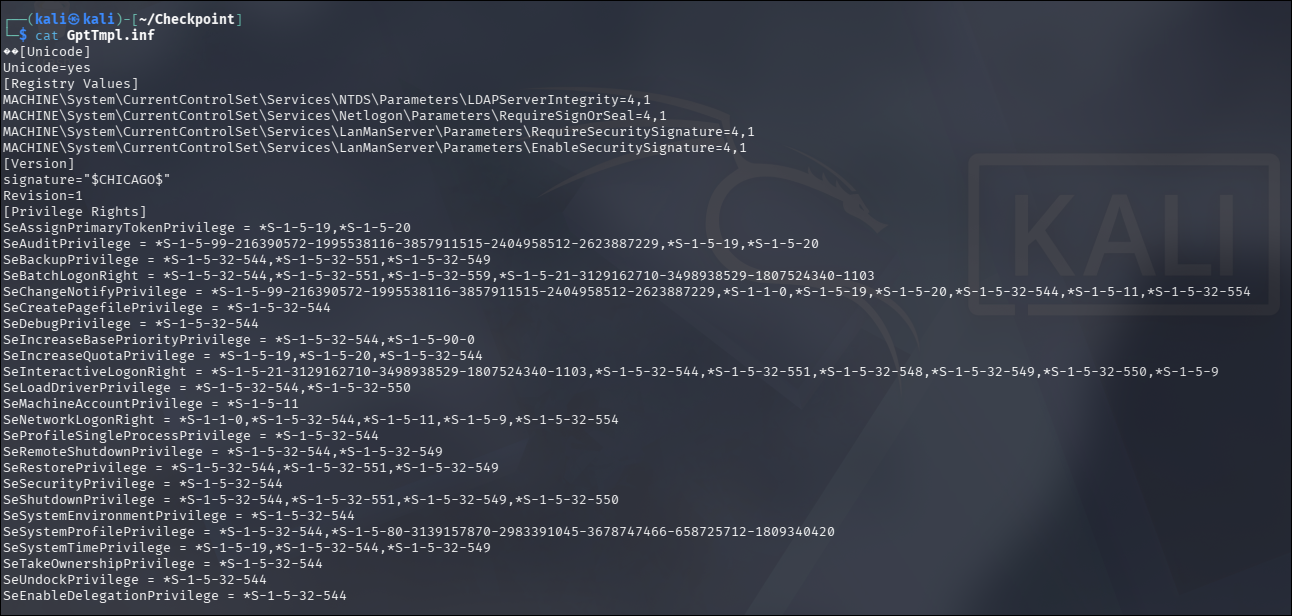 ┌──(kali㉿kali)-[~/Checkpoint]
└─$ cat GptTmpl.inf
��[Unicode]
Unicode=yes
[Registry Values]
MACHINE\System\CurrentControlSet\Services\NTDS\Parameters\LDAPServerIntegrity=4,1
MACHINE\System\CurrentControlSet\Services\Netlogon\Parameters\RequireSignOrSeal=4,1
MACHINE\System\CurrentControlSet\Services\LanManServer\Parameters\RequireSecuritySignature=4,1
MACHINE\System\CurrentControlSet\Services\LanManServer\Parameters\EnableSecuritySignature=4,1
[Version]
signature="$CHICAGO$"
Revision=1
[Privilege Rights]
SeAssignPrimaryTokenPrivilege = *S-1-5-19,*S-1-5-20
SeAuditPrivilege = *S-1-5-99-216390572-1995538116-3857911515-2404958512-2623887229,*S-1-5-19,*S-1-5-20
SeBackupPrivilege = *S-1-5-32-544,*S-1-5-32-551,*S-1-5-32-549
SeBatchLogonRight = *S-1-5-32-544,*S-1-5-32-551,*S-1-5-32-559,*S-1-5-21-3129162710-3498938529-1807524340-1103
SeChangeNotifyPrivilege = *S-1-5-99-216390572-1995538116-3857911515-2404958512-2623887229,*S-1-1-0,*S-1-5-19,*S-1-5-20,*S-1-5-32-544,*S-1-5-11,*S-1-5-32-554
SeCreatePagefilePrivilege = *S-1-5-32-544
SeDebugPrivilege = *S-1-5-32-544
SeIncreaseBasePriorityPrivilege = *S-1-5-32-544,*S-1-5-90-0
SeIncreaseQuotaPrivilege = *S-1-5-19,*S-1-5-20,*S-1-5-32-544
SeInteractiveLogonRight = *S-1-5-21-3129162710-3498938529-1807524340-1103,*S-1-5-32-544,*S-1-5-32-551,*S-1-5-32-548,*S-1-5-32-549,*S-1-5-32-550,*S-1-5-9
SeLoadDriverPrivilege = *S-1-5-32-544,*S-1-5-32-550
SeMachineAccountPrivilege = *S-1-5-11
SeNetworkLogonRight = *S-1-1-0,*S-1-5-32-544,*S-1-5-11,*S-1-5-9,*S-1-5-32-554
SeProfileSingleProcessPrivilege = *S-1-5-32-544
SeRemoteShutdownPrivilege = *S-1-5-32-544,*S-1-5-32-549
SeRestorePrivilege = *S-1-5-32-544,*S-1-5-32-551,*S-1-5-32-549
SeSecurityPrivilege = *S-1-5-32-544
SeShutdownPrivilege = *S-1-5-32-544,*S-1-5-32-551,*S-1-5-32-549,*S-1-5-32-550
SeSystemEnvironmentPrivilege = *S-1-5-32-544
SeSystemProfilePrivilege = *S-1-5-32-544,*S-1-5-80-3139157870-2983391045-3678747466-658725712-1809340420
SeSystemTimePrivilege = *S-1-5-19,*S-1-5-32-544,*S-1-5-32-549
SeTakeOwnershipPrivilege = *S-1-5-32-544
SeUndockPrivilege = *S-1-5-32-544
SeEnableDelegationPrivilege = *S-1-5-32-544
KALI